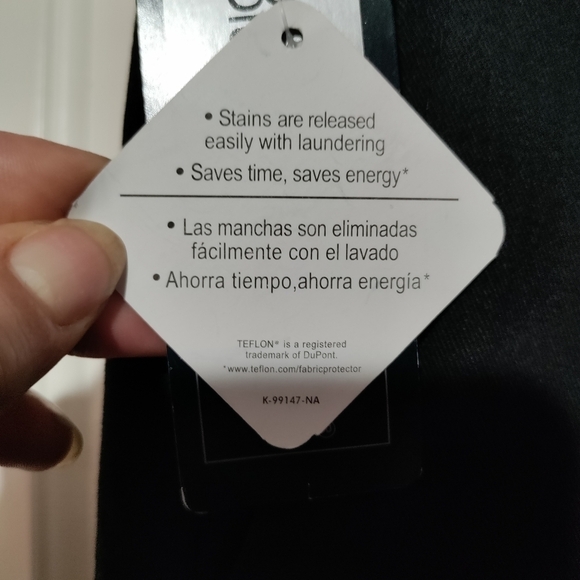 • Stains are released
easily with laundering
• Saves time, saves energy*
• Las manchas son eliminadas
fácilmente con el lavado
• Ahorra tiempo,ahorra energía*
TEFLON® is a registered
trademark of DuPont.
*www.teflon.com/fabricprotector
K-99147-NA